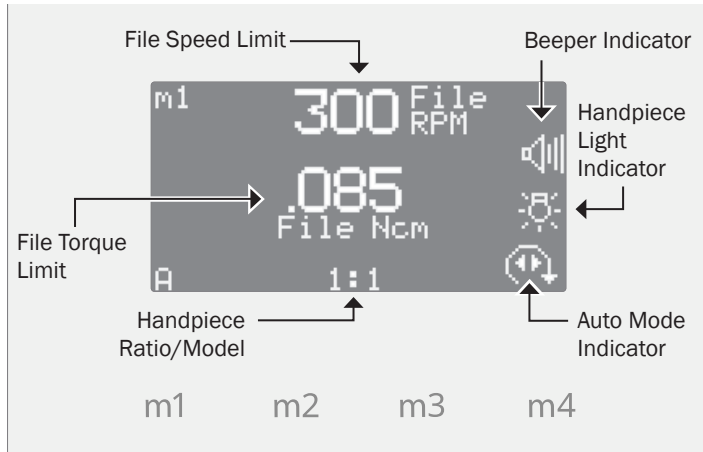 File Speed Limit
Beeper Indicator
m1
300 File
RPM
Handpiece
Light
Indicator
.085
File Ncm
File Torque
Limit
A
1:1
Handpiece
Ratio/Model
Auto Mode
Indicator
m1 m2 m3 m4